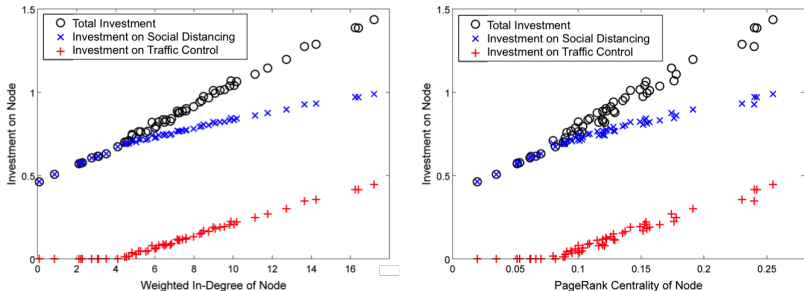 1.5
1
0.5
0
Investment on Node
Total Investment
Investment on Social Distancing
Investment on Traffic Control
0 2 4 6 8 10 12 14 16
Weighted In-Degree of Node
1.5
1
0.5
0
Investment on Node
Total Investment
Investment on Social Distancing
Investment on Traffic Control
0 0.05 0.1 0.15 0.2 0.25
PageRank Centrality of Node